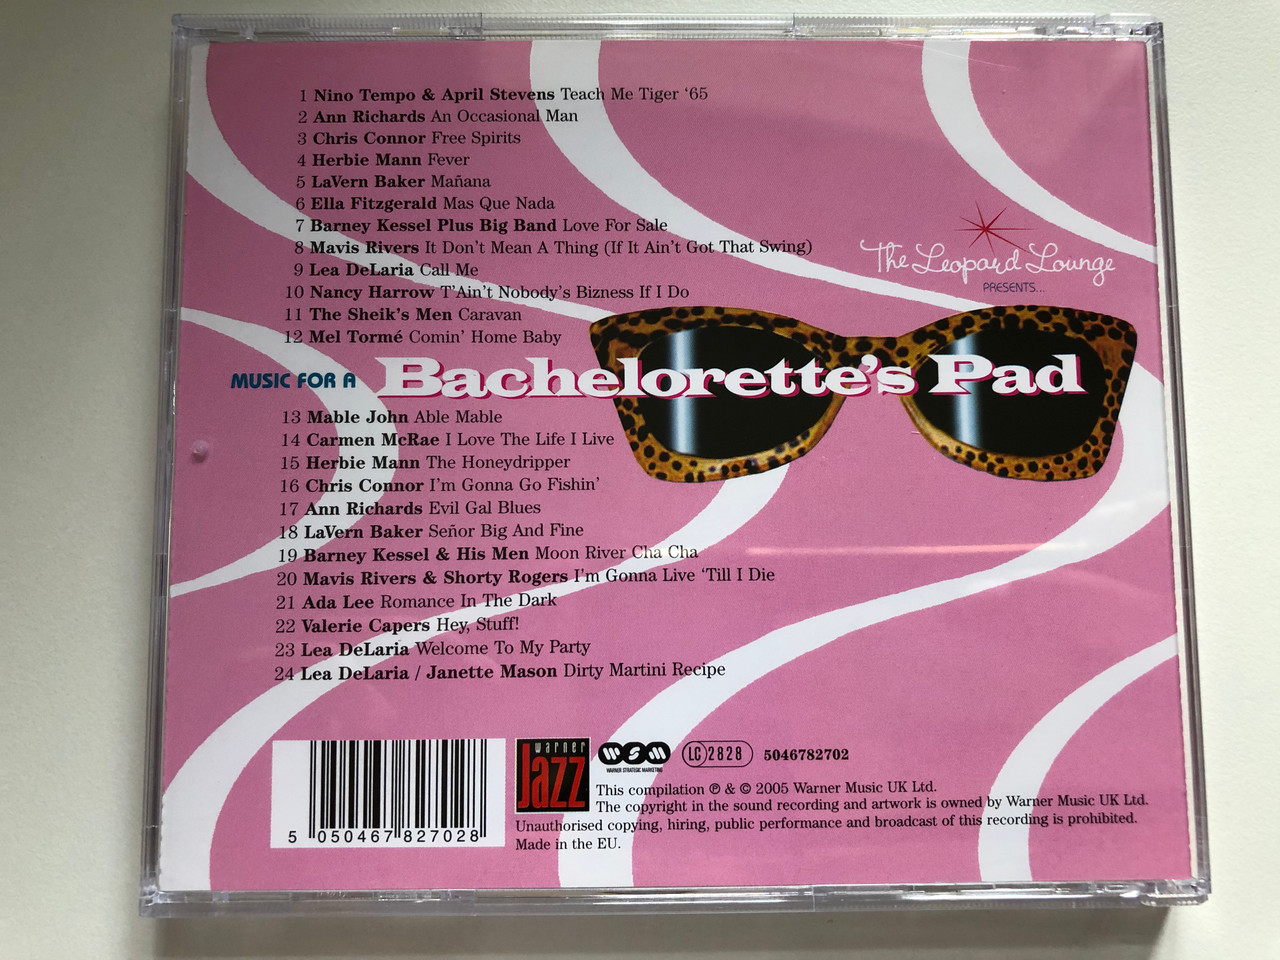 1 Nino Tempo & April Stevens Teach Me Tiger ‘65
2 Ann Richards An Occasional Man
3 Chris Connor Free Spirits
4 Herbie Mann Fever
5 LaVern Baker Mañana
6 Ella Fitzgerald Mas Que Nada
7 Barney Kessel Plus Big Band Love For Sale
8 Mavis Rivers It Don't Mean A Thing (If It Ain't Got That Swing)
9 Lea DeLaria Call Me
10 Nancy Harrow T'Ain't Nobody's Bizness If I Do
11 The Sheik's Men Caravan
12 Mel Tormé Comin' Home Baby
The Leopard Lounge
PRESENTS...
MUSIC FOR A Bachelorette's Pad
13 Mable John Able Mable
14 Carmen McRae I Love The Life I Live
15 Herbie Mann The Honeydripper
16 Chris Connor I'm Gonna Go Fishin'
17 Ann Richards Evil Gal Blues
18 LaVern Baker Señor Big And Fine
19 Barney Kessel & His Men Moon River Cha Cha
20 Mavis Rivers & Shorty Rogers I'm Gonna Live ‘Till I Die
21 Ada Lee Romance In The Dark
22 Valerie Capers Hey, Stuff!
23 Lea DeLaria Welcome To My Party
24 Lea DeLaria / Janette Mason Dirty Martini Recipe
5 050467 827028
warner
Jazz
WSM
WARNER STRATEGIC MARKETING
LC 2828
5046782702
This compilation ℗ & © 2005 Warner Music UK Ltd.
The copyright in the sound recording and artwork is owned by Warner Music UK Ltd.
Unauthorised copying, hiring, public performance and broadcast of this recording is prohibited.
Made in the EU.